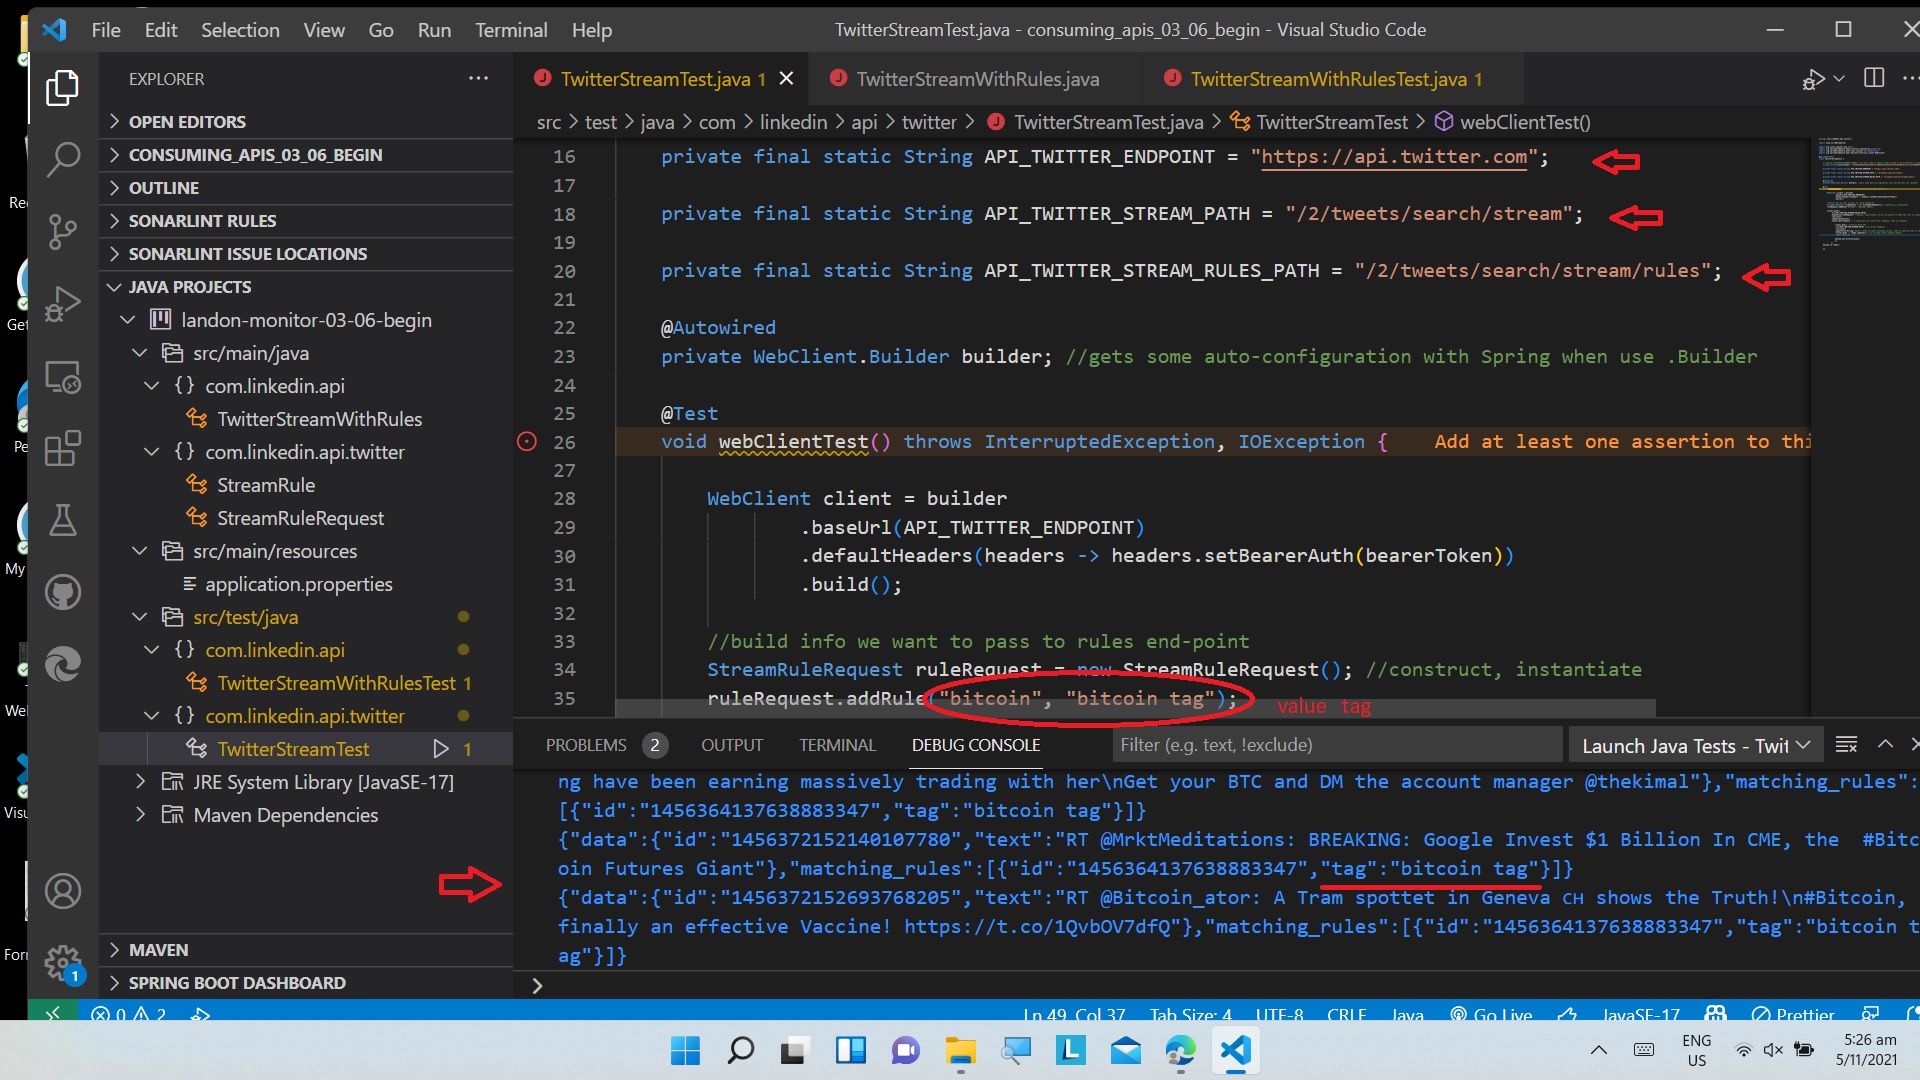 File Edit Selection View Go Run Terminal Help
TwitterStreamTest.java - consuming_apis_03_06_begin - Visual Studio Code
EXPLORER
OPEN EDITORS
CONSUMING_APIS_03_06_BEGIN
OUTLINE
SONARLINT RULES
SONARLINT ISSUE LOCATIONS
JAVA PROJECTS
landon-monitor-03-06-begin
src/main/java
{} com.linkedin.api
TwitterStreamWithRules
{} com.linkedin.api.twitter
StreamRule
StreamRuleRequest
src/main/resources
application.properties
src/test/java
{} com.linkedin.api
TwitterStreamWithRulesTest 1
{} com.linkedin.api.twitter
TwitterStreamTest 1
JRE System Library [JavaSE-17]
Maven Dependencies
MAVEN
SPRING BOOT DASHBOARD
1
TwitterStreamTest.java 1
TwitterStreamWithRules.java
TwitterStreamWithRulesTest.java 1
src > test > java > com > linkedin > api > twitter > TwitterStreamTest.java > TwitterStreamTest > webClientTest()
16 private final static String API_TWITTER_ENDPOINT = "https://api.twitter.com";
17
18 private final static String API_TWITTER_STREAM_PATH = "/2/tweets/search/stream";
19
20 private final static String API_TWITTER_STREAM_RULES_PATH = "/2/tweets/search/stream/rules";
21
22 @Autowired
23 private WebClient.Builder builder; //gets some auto-configuration with Spring when use .Builder
24
25 @Test
26 void webClientTest() throws InterruptedException, IOException { Add at least one assertion to thi
27
28 WebClient client = builder
29 .baseUrl(API_TWITTER_ENDPOINT)
30 .defaultHeaders(headers -> headers.setBearerAuth(bearerToken))
31 .build();
32
33 //build info we want to pass to rules end-point
34 StreamRuleRequest ruleRequest = new StreamRuleRequest(); //construct, instantiate
35 ruleRequest.addRule("bitcoin", "bitcoin tag"); value tag
PROBLEMS 2 OUTPUT TERMINAL DEBUG CONSOLE
Filter (e.g. text, !exclude)
Launch Java Tests - Twit
ng have been earning massively trading with her\nGet your BTC and DM the account manager @thekimal"},"matching_rules":
[{"id":"1456364137638883347","tag":"bitcoin tag"}]}
{"data":{"id":"1456372152140107780","text":"RT @MrktMeditations: BREAKING: Google Invest $1 Billion In CME, the  #Bitc
oin Futures Giant"},"matching_rules":[{"id":"1456364137638883347","tag":"bitcoin tag"}]}
{"data":{"id":"1456372152693768205","text":"RT @Bitcoin_ator: A Tram spottet in Geneva CH shows the Truth!\n#Bitcoin,
finally an effective Vaccine! https://t.co/1QvbOV7dfQ"},"matching_rules":[{"id":"1456364137638883347","tag":"bitcoin t
ag"}]}
0 2
Ln 49, Col 37 Tab Size: 4 UTF-8 CRLF Java Go Live JavaSE-17 Prettier
ENG
US
5:26 am
5/11/2021